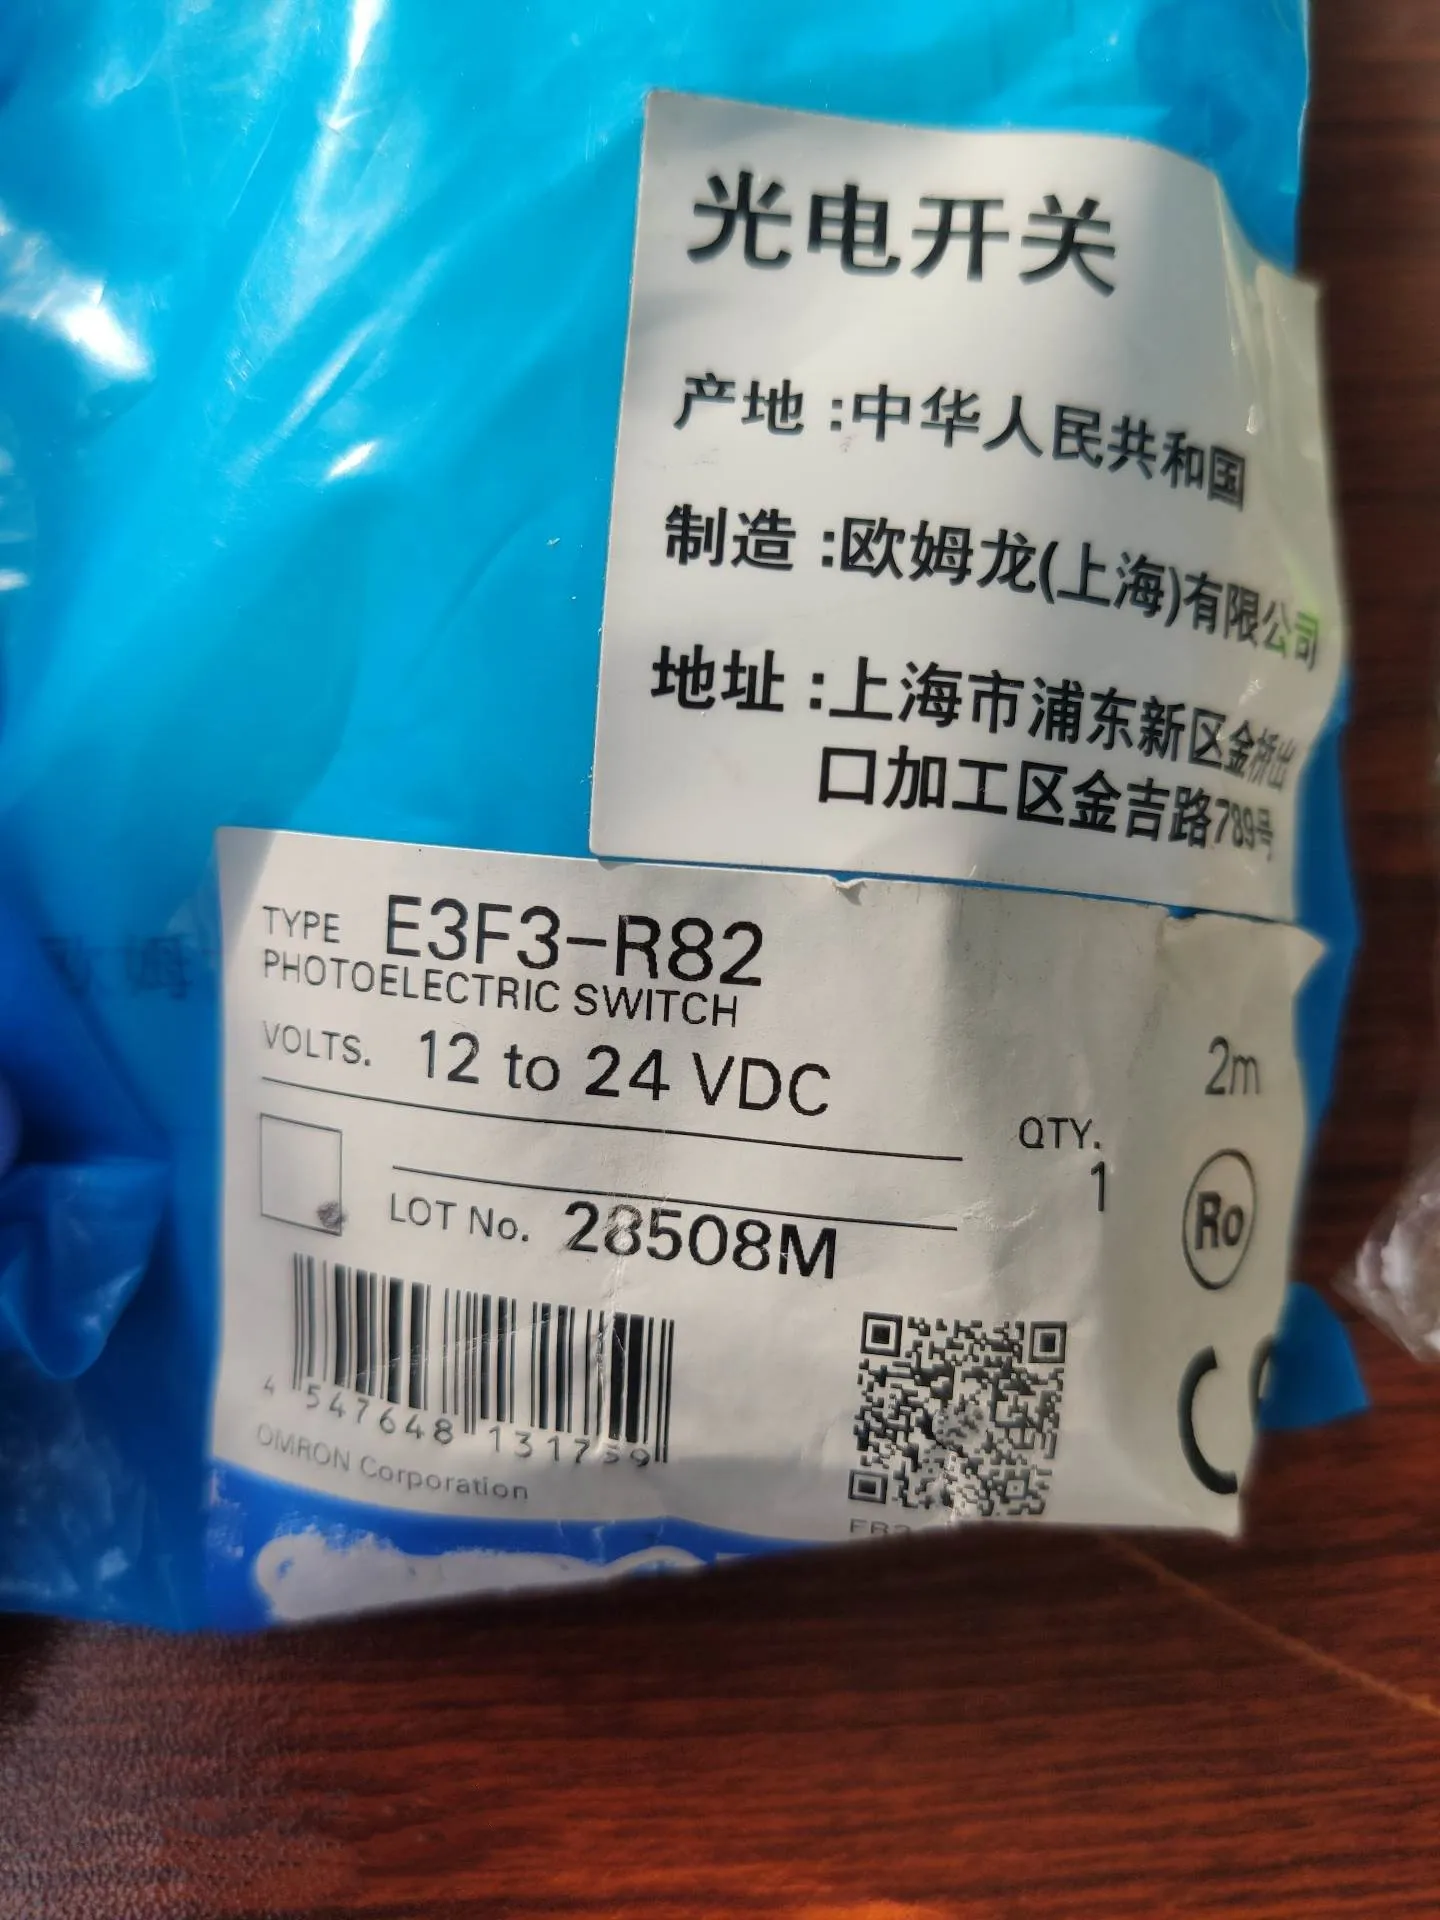 光电开关
产地:中华人民共和国
制造:欧姆龙(上海)有限公司
地址:上海市浦东新区金桥出
口加工区金吉路789号
TYPE E3F3-R82
PHOTOELECTRIC SWITCH
VOLTS. 12 to 24 VDC
2m
QTY.
1
LOT No. 28508M
Ro
4 547648 131739
OMRON Corporation